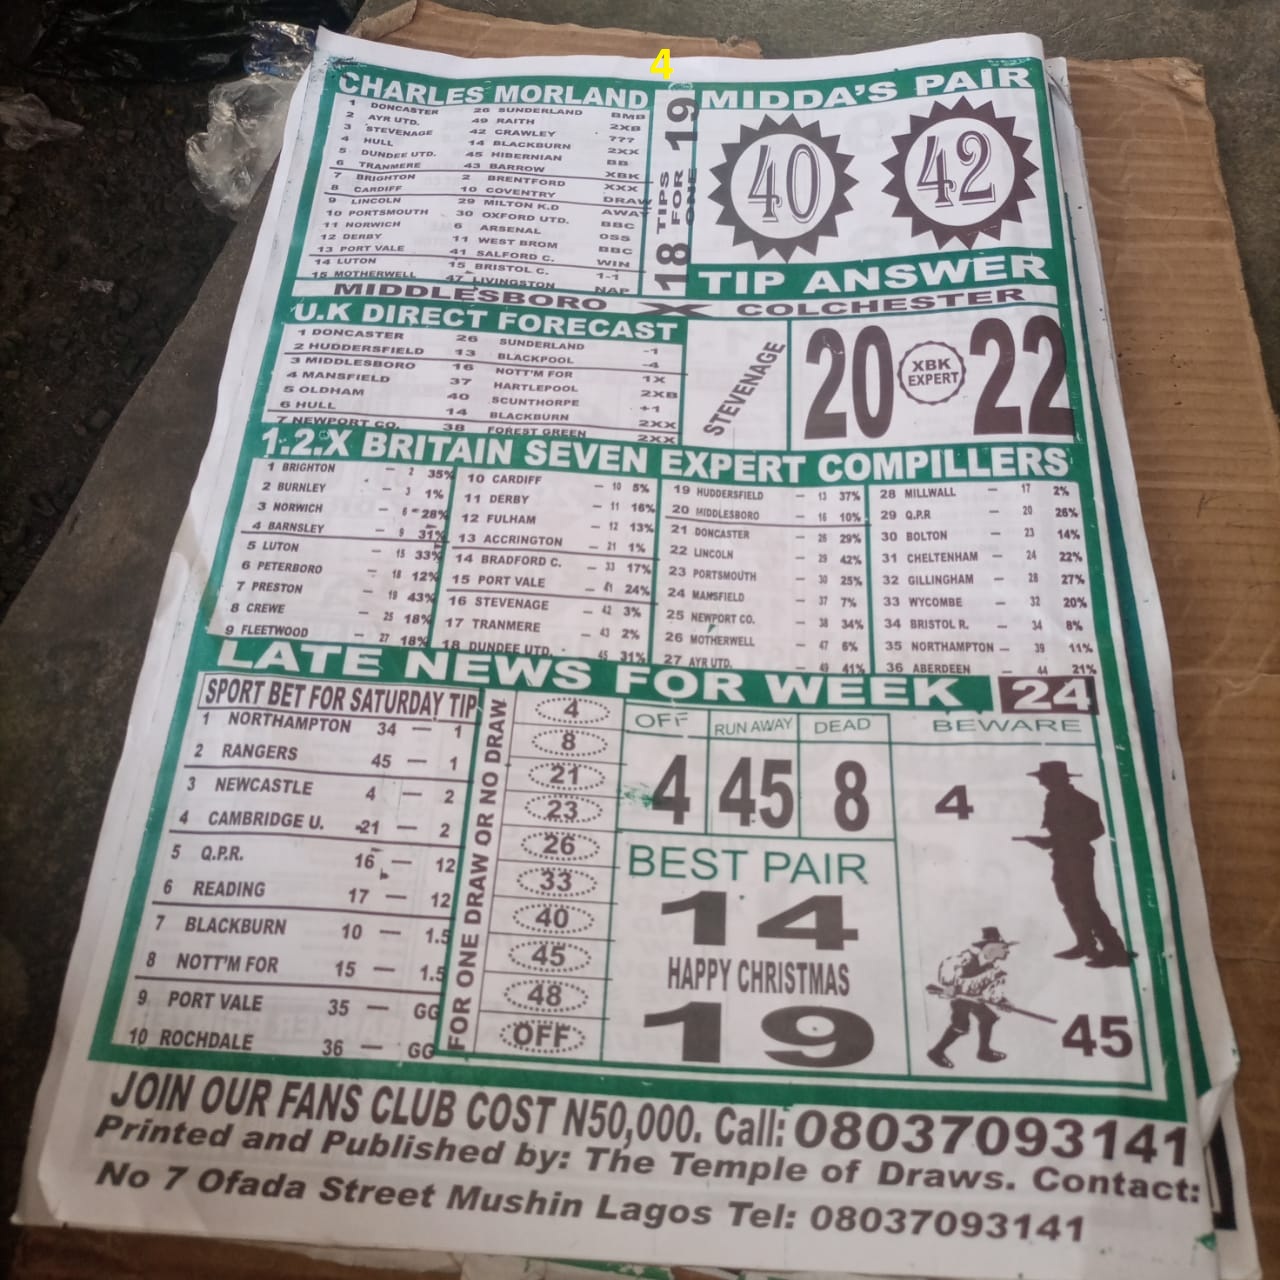 4
CHARLES MORLAND
1 DONCASTER 26 SUNDERLAND BMB
2 AYR UTD. 49 RAITH 2XB
3 STEVENAGE 42 CRAWLEY ???
4 HULL 14 BLACKBURN 2XX
5 DUNDEE UTD. 45 HIBERNIAN BB
6 TRANMERE 43 BARROW XBK
7 BRIGHTON 2 BRENTFORD XXX
8 CARDIFF 10 COVENTRY DRAW
9 LINCOLN 29 MILTON K.D AWAY
10 PORTSMOUTH 30 OXFORD UTD. BBC
11 NORWICH 6 ARSENAL OSS
12 DERBY 11 WEST BROM BBC
13 PORT VALE 41 SALFORD C. WIN
14 LUTON 15 BRISTOL C. 1-1
15 MOTHERWELL 47 LIVINGSTON NAP
18 TIPS FOR ONE 19
MIDDA'S PAIR
40 42
TIP ANSWER
MIDDLESBORO X COLCHESTER
U.K DIRECT FORECAST
1 DONCASTER 26 SUNDERLAND -1
2 HUDDERSFIELD 13 BLACKPOOL -4
3 MIDDLESBORO 16 NOTT'M FOR 1X
4 MANSFIELD 37 HARTLEPOOL 2XB
5 OLDHAM 40 SCUNTHORPE +1
6 HULL 14 BLACKBURN 2XX
7 NEWPORT CO. 38 FOREST GREEN 2XX
STEVENAGE
20 XBK EXPERT 22
1.2.X BRITAIN SEVEN EXPERT COMPILLERS
1 BRIGHTON - 2 35%
2 BURNLEY - 3 1%
3 NORWICH - 6 28%
4 BARNSLEY - 9 31%
5 LUTON - 15 33%
6 PETERBORO - 18 12%
7 PRESTON - 19 43%
8 CREWE - 25 18%
9 FLEETWOOD - 27 18%
10 CARDIFF - 10 5%
11 DERBY - 11 16%
12 FULHAM - 12 13%
13 ACCRINGTON - 21 1%
14 BRADFORD C. - 33 17%
15 PORT VALE - 41 24%
16 STEVENAGE - 42 3%
17 TRANMERE - 43 2%
18 DUNDEE UTD. - 45 31%
19 HUDDERSFIELD - 13 37%
20 MIDDLESBORO - 16 10%
21 DONCASTER - 26 29%
22 LINCOLN - 29 42%
23 PORTSMOUTH - 30 25%
24 MANSFIELD - 37 7%
25 NEWPORT CO. - 38 34%
26 MOTHERWELL - 47 6%
27 AYR UTD. - 49 41%
28 MILLWALL - 17 2%
29 Q.P.R - 20 26%
30 BOLTON - 23 14%
31 CHELTENHAM - 24 22%
32 GILLINGHAM - 28 27%
33 WYCOMBE - 32 20%
34 BRISTOL R. - 34 8%
35 NORTHAMPTON - 39 11%
36 ABERDEEN - 44 21%
LATE NEWS FOR WEEK 24
SPORT BET FOR SATURDAY TIP
1 NORTHAMPTON 34 — 1
2 RANGERS 45 — 1
3 NEWCASTLE 4 — 2
4 CAMBRIDGE U. 21 — 2
5 Q.P.R. 16 — 12
6 READING 17 — 12
7 BLACKBURN 10 — 1.5
8 NOTT'M FOR 15 — 1.5
9 PORT VALE 35 — GG
10 ROCHDALE 36 — GG
FOR ONE DRAW OR NO DRAW
4
8
21
23
26
33
40
45
48
OFF
OFF RUN AWAY DEAD
4 45 8
BEST PAIR
14
HAPPY CHRISTMAS
19
BEWARE
4
45
JOIN OUR FANS CLUB COST N50,000. Call: 08037093141
Printed and Published by: The Temple of Draws. Contact:
No 7 Ofada Street Mushin Lagos Tel: 08037093141